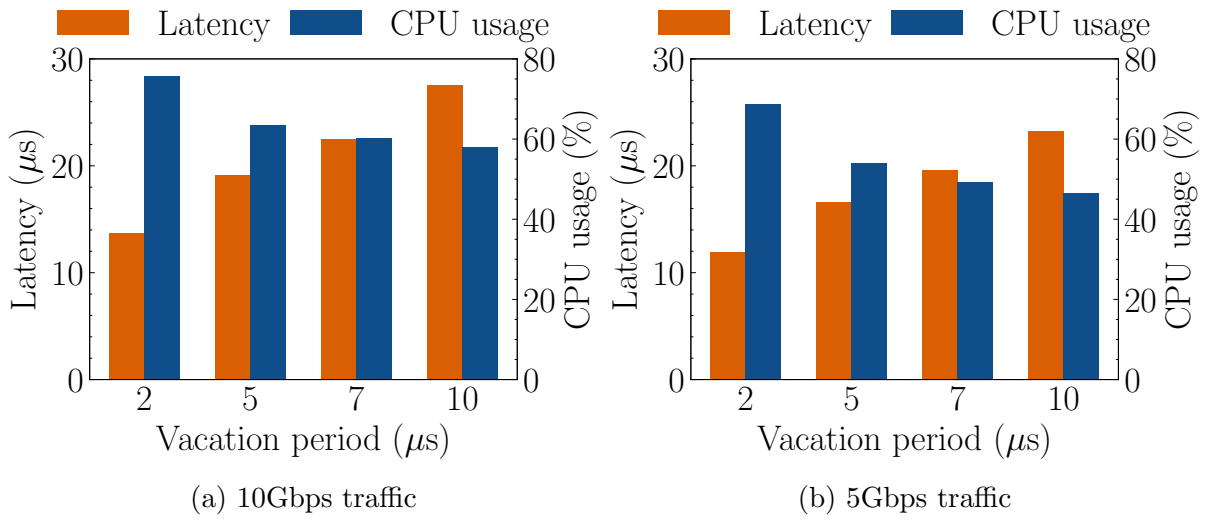 Latency CPU usage
30
20
10
0
Latency (μs)
80
60
40
20
0
CPU usage (%)
2 5 7 10
Vacation period (μs)
(a) 10Gbps traffic
Latency CPU usage
30
20
10
0
Latency (μs)
80
60
40
20
0
CPU usage (%)
2 5 7 10
Vacation period (μs)
(b) 5Gbps traffic